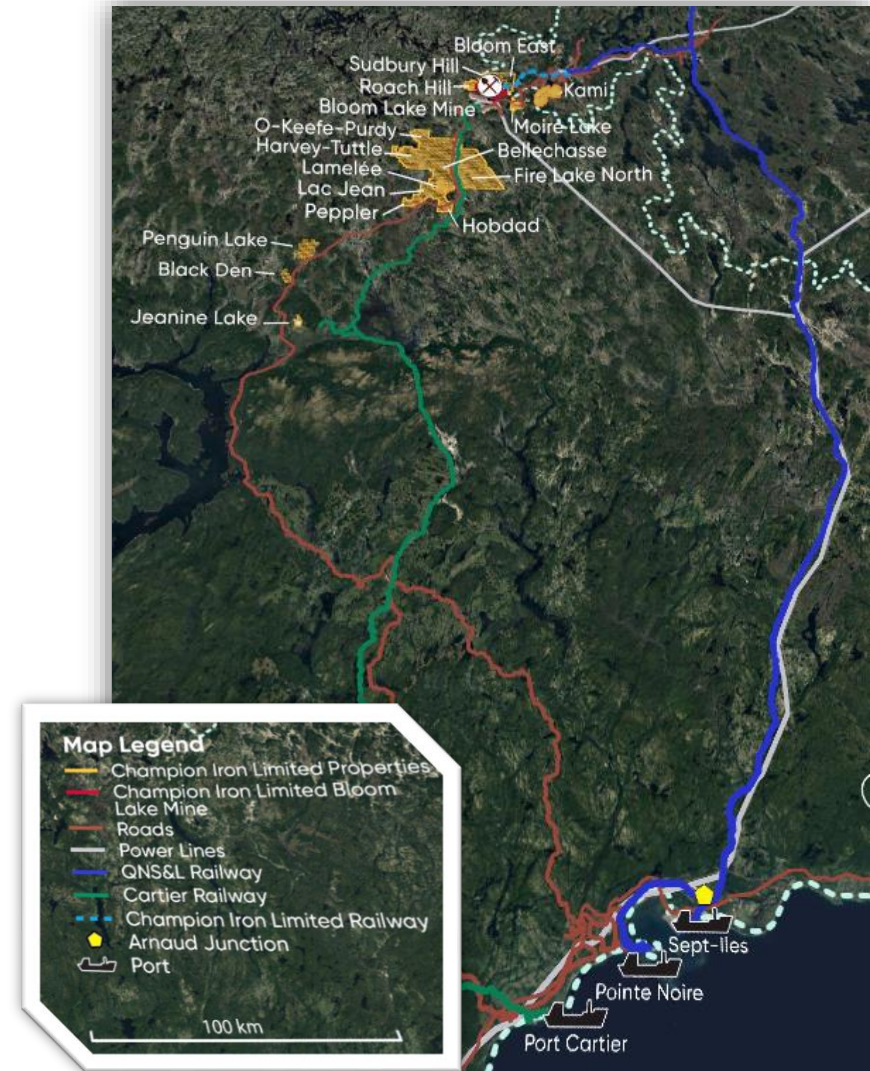 Bloom East
Sudbury Hill
Roach Hill
Kami
Bloom Lake Mine
Moire Lake
O-Keefe-Purdy
Harvey-Tuttle
Bellechasse
Lamelée
Fire Lake North
Lac Jean
Peppler
Hobdad
Penguin Lake
Black Den
Jeanine Lake
Map Legend
Champion Iron Limited Properties
Champion Iron Limited Bloom
Lake Mine
Roads
Power Lines
QNS&L Railway
Cartier Railway
Champion Iron Limited Railway
Arnaud Junction
Port
100 km
Sept-Iles
Pointe Noire
Port Cartier